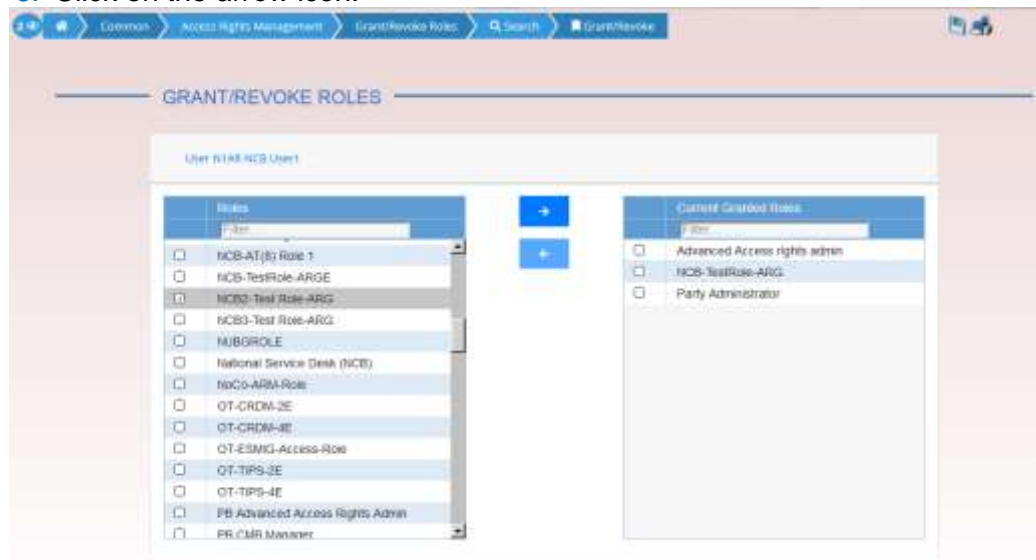 Click on the arrow icon.
Common Access Rights Management Grant/Revoke Roles Search Grant/Revoke
GRANT/REVOKE ROLES
User NCB User1
Roles
Filter
NCB-AT(8) Role 1
NCB-TestRole-ARGE
NCB2-Test Role-ARG
NCB3-Test Role-ARG
NUBGROLE
National Service Desk (NCB)
NoCo-ARM-Role
OT-CRDM-2E
OT-CRDM-4E
OT-ESMIG-Access-Role
OT-TIPS-2E
OT-TIPS-4E
PB Advanced Access Rights Admin
PB CMB Manager
Current Granted Roles
Filter
Advanced Access rights admin
NCB-TestRole-ARG
Party Administrator